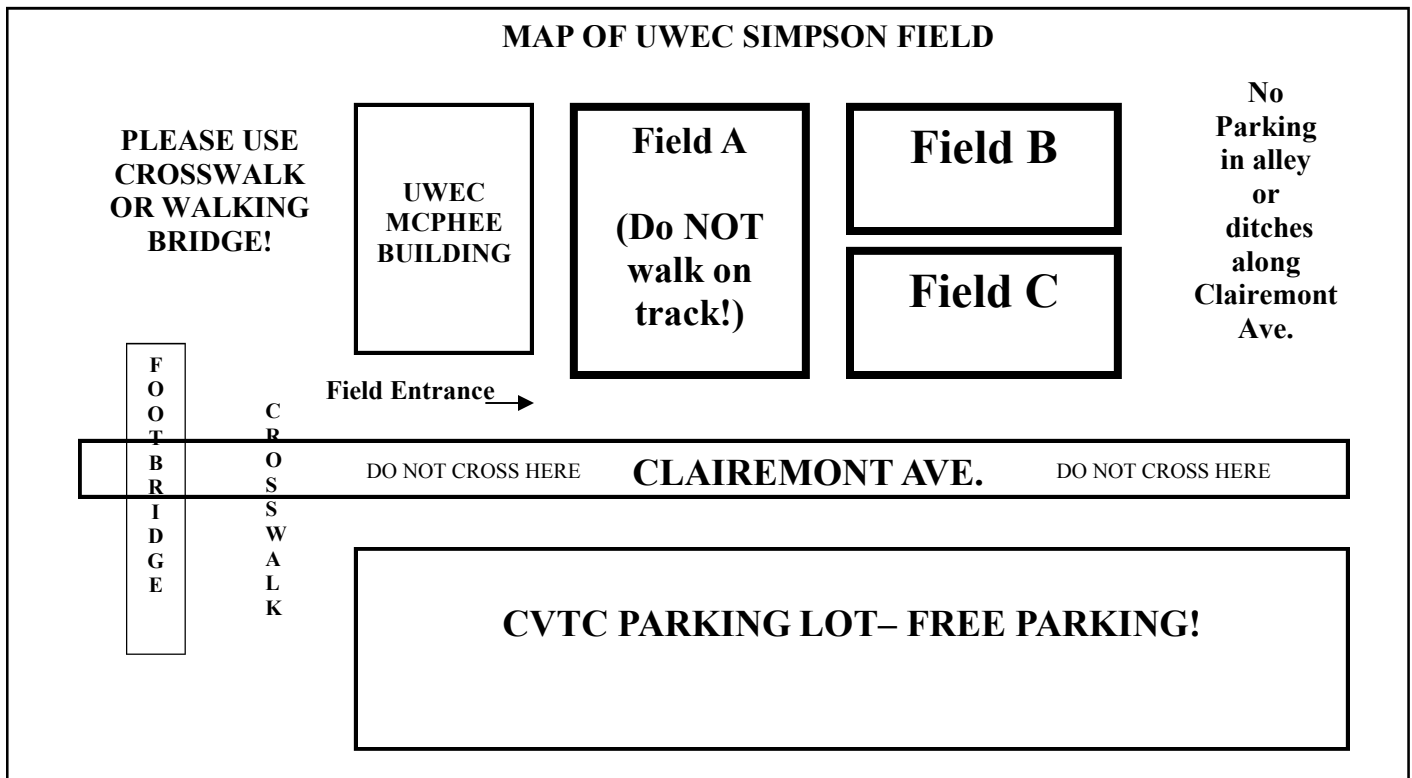 MAP OF UWEC SIMPSON FIELD
PLEASE USE
CROSSWALK
OR WALKING
BRIDGE!
UWEC
MCPHEE
BUILDING
Field A
(Do NOT
walk on
track!)
Field B
Field C
No
Parking
in alley
or
ditches
along
Clairemont
Ave.
FOOTBRIDGE
CROSSWALK
Field Entrance
DO NOT CROSS HERE
CLAIREMONT AVE.
DO NOT CROSS HERE
CVTC PARKING LOT– FREE PARKING!